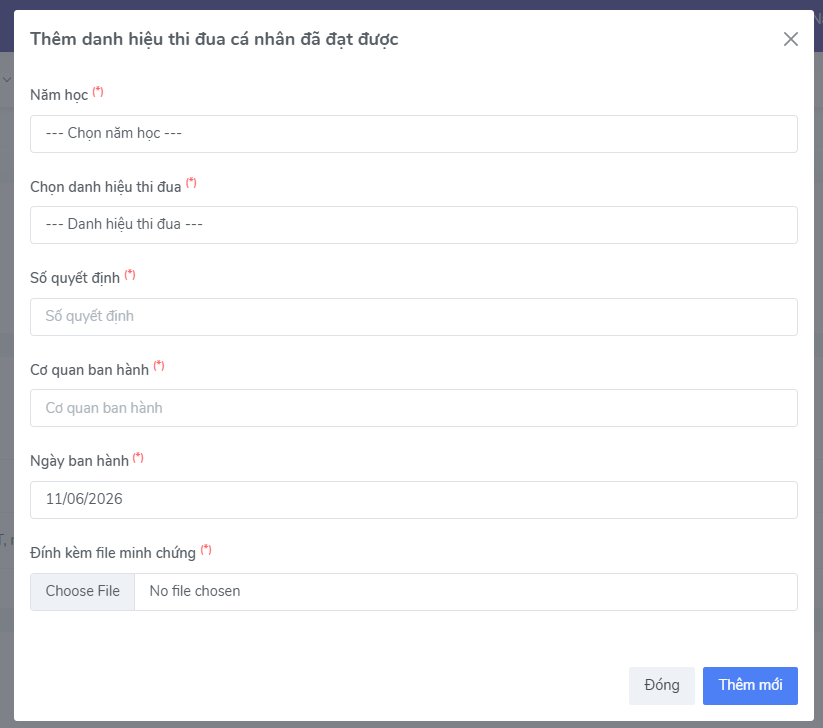 Thêm danh hiệu thi đua cá nhân đã đạt được
Năm học (*)
--- Chọn năm học ---
Chọn danh hiệu thi đua (*)
--- Danh hiệu thi đua ---
Số quyết định (*)
Số quyết định
Cơ quan ban hành (*)
Cơ quan ban hành
Ngày ban hành (*)
11/06/2026
Đính kèm file minh chứng (*)
Choose File No file chosen
Đóng Thêm mới